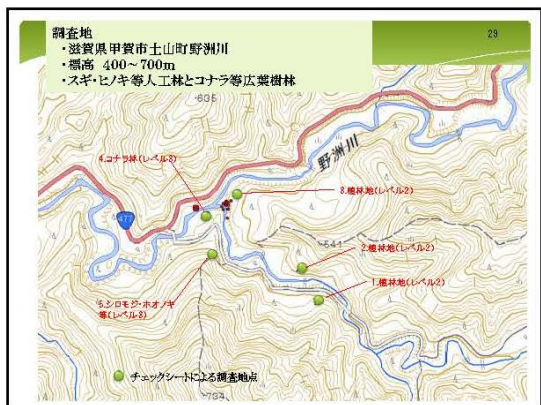 調査地
・滋賀県甲賀市土山町野洲川
・標高 400~700m
・スギ・ヒノキ等人工林とコナラ等広葉樹林
29
635
野洲川
4.コナラ林(レベル3)
3.植林地(レベル2)
477
541
2.植林地(レベル2)
5.シロモジ・ホオノキ
等(レベル3)
1.植林地(レベル2)
チェックシートによる調査地点
734